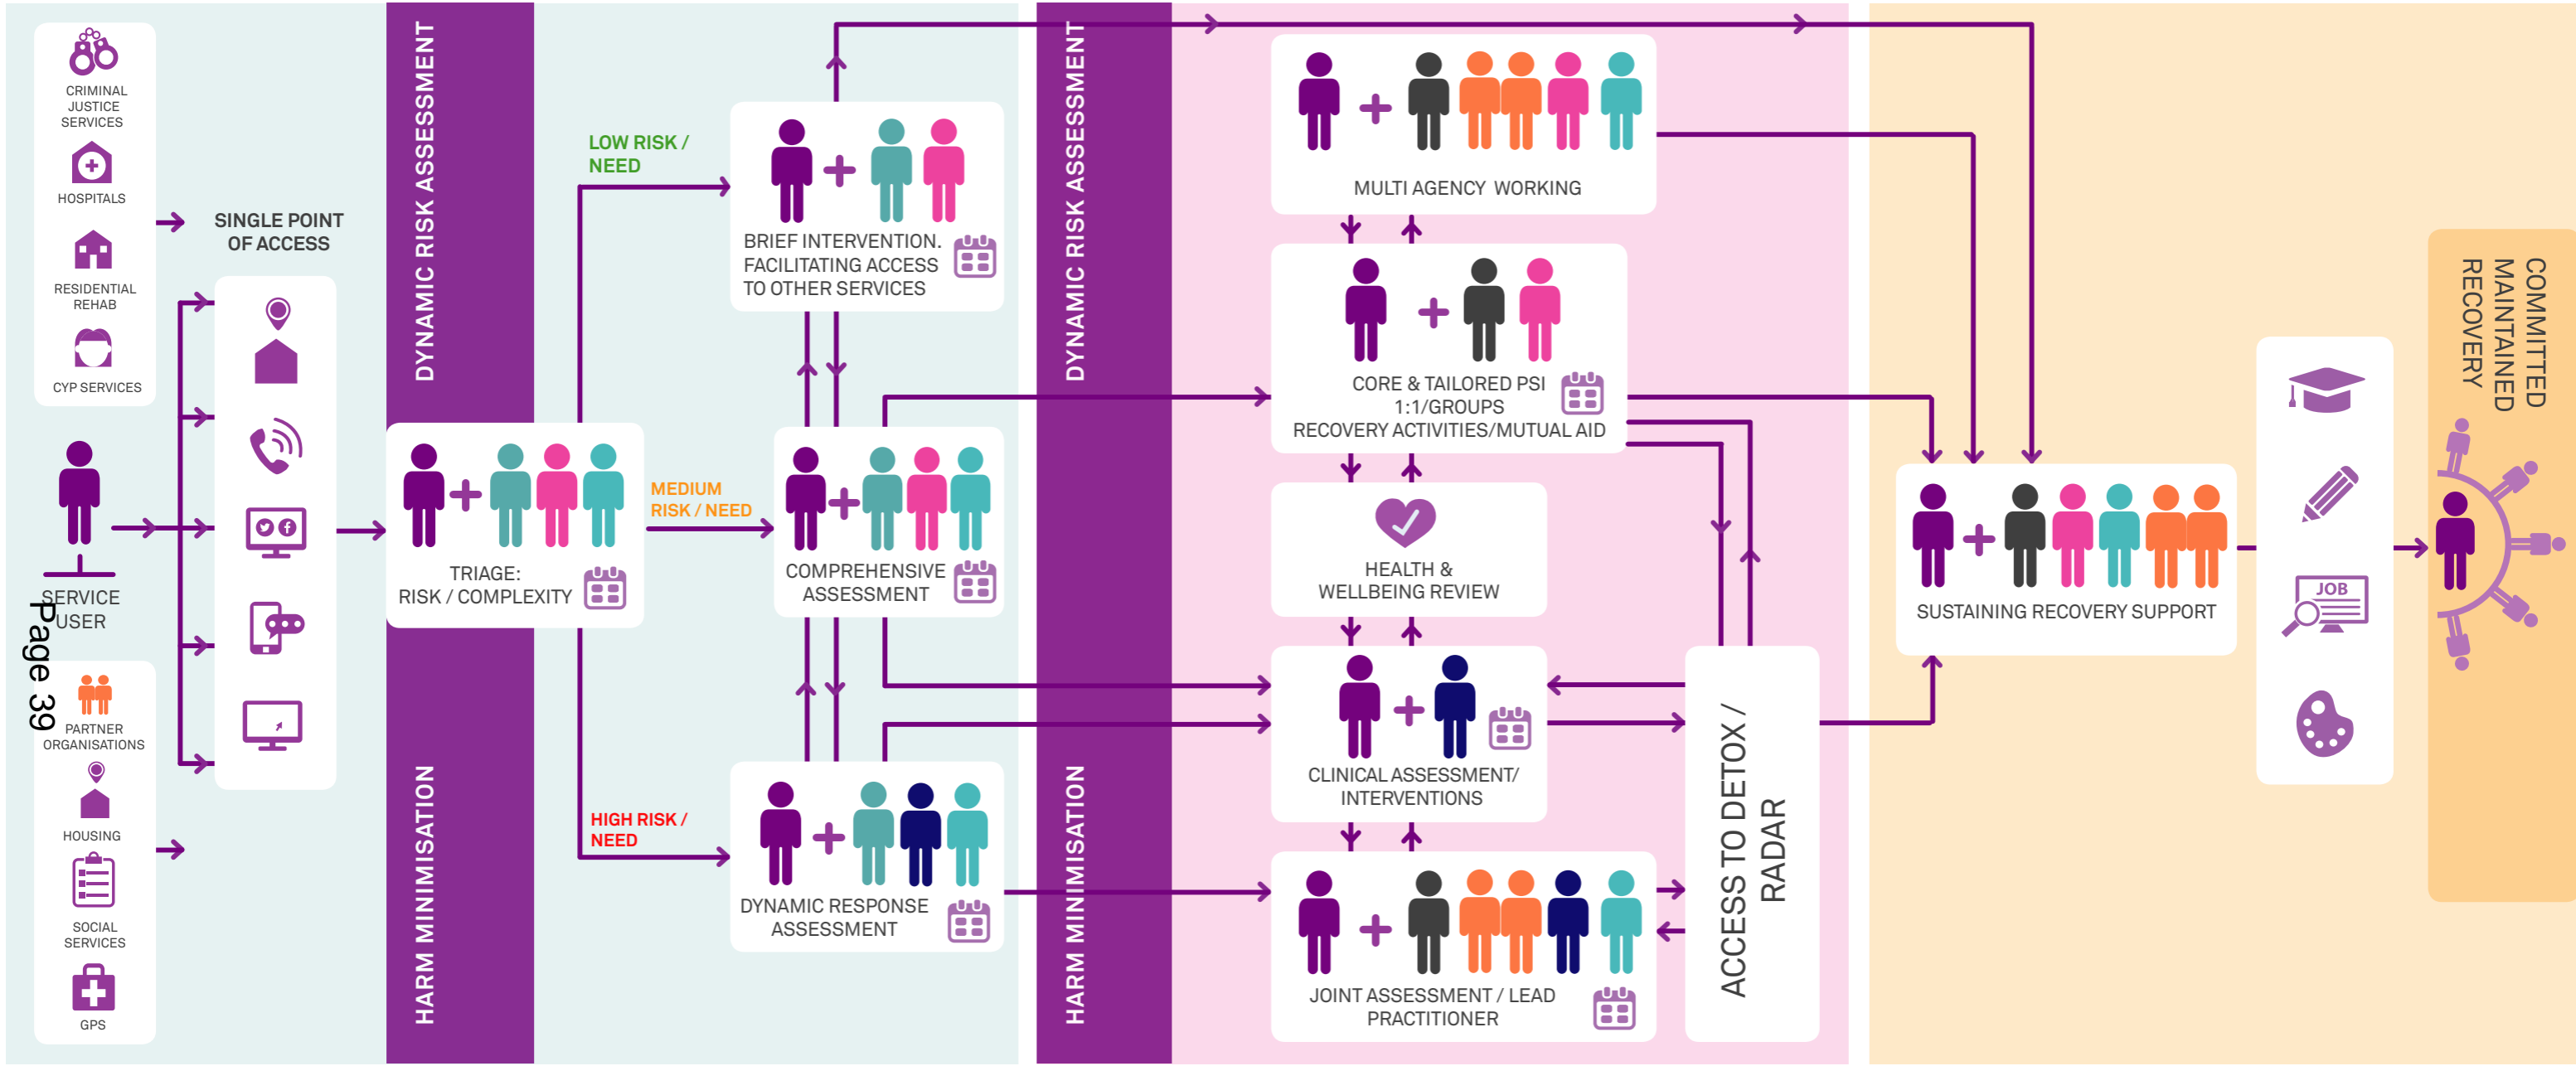 CRIMINAL
JUSTICE
SERVICES
HOSPITALS
RESIDENTIAL
REHAB
CYP SERVICES
SERVICE
USER
Page 39
PARTNER
ORGANISATIONS
HOUSING
SOCIAL
SERVICES
GPS
SINGLE POINT
OF ACCESS
DYNAMIC RISK ASSESSMENT
HARM MINIMISATION
TRIAGE:
RISK / COMPLEXITY
LOW RISK /
NEED
MEDIUM
RISK / NEED
HIGH RISK /
NEED
BRIEF INTERVENTION.
FACILITATING ACCESS
TO OTHER SERVICES
COMPREHENSIVE
ASSESSMENT
DYNAMIC RESPONSE
ASSESSMENT
DYNAMIC RISK ASSESSMENT
HARM MINIMISATION
MULTI AGENCY WORKING
CORE & TAILORED PSI
1:1/GROUPS
RECOVERY ACTIVITIES/MUTUAL AID
HEALTH &
WELLBEING REVIEW
CLINICAL ASSESSMENT/
INTERVENTIONS
JOINT ASSESSMENT / LEAD
PRACTITIONER
ACCESS TO DETOX /
RADAR
SUSTAINING RECOVERY SUPPORT
JOB
COMMITTED
MAINTAINED
RECOVERY